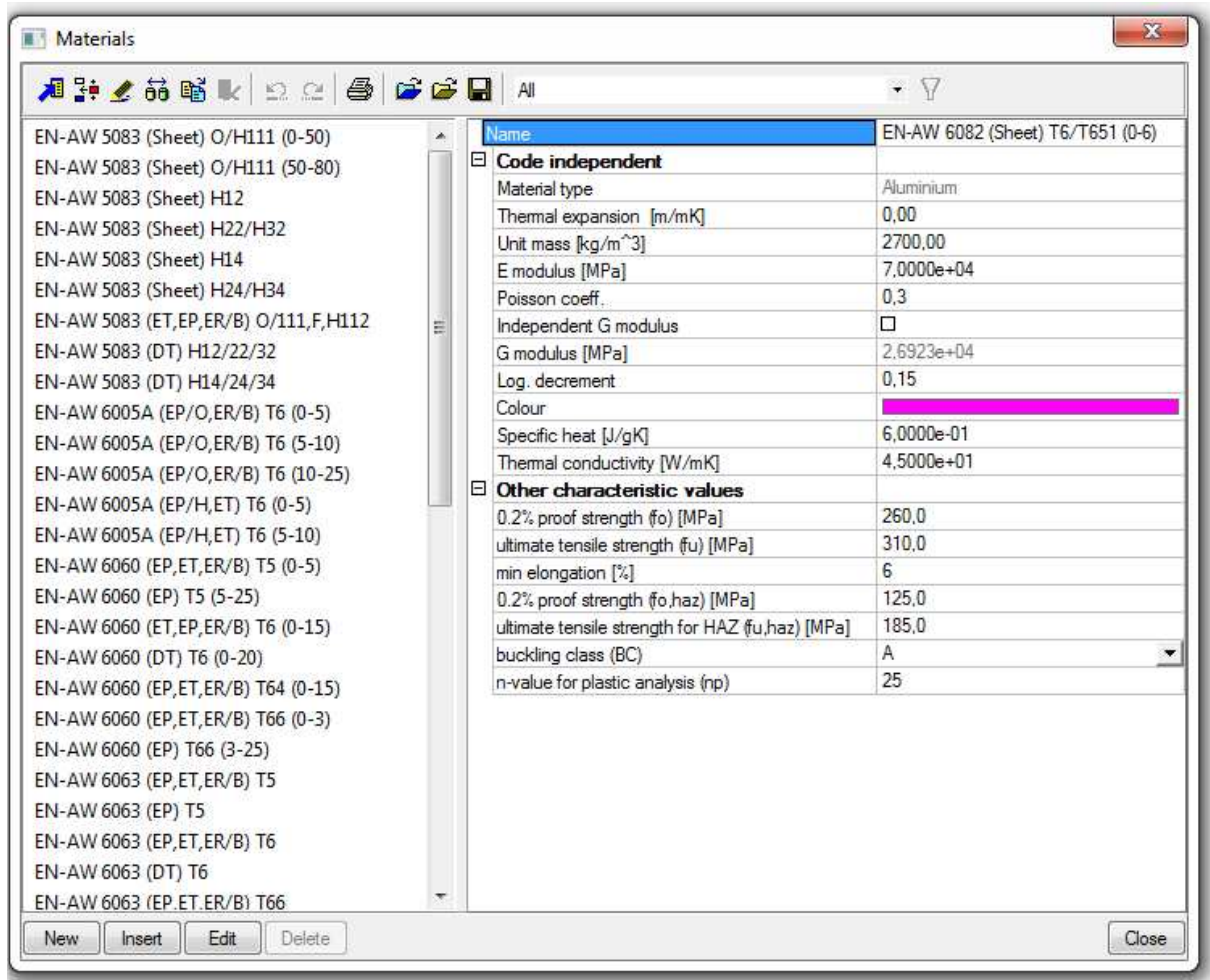 Materials
All
EN-AW 5083 (Sheet) O/H111 (0-50)
EN-AW 5083 (Sheet) O/H111 (50-80)
EN-AW 5083 (Sheet) H12
EN-AW 5083 (Sheet) H22/H32
EN-AW 5083 (Sheet) H14
EN-AW 5083 (Sheet) H24/H34
EN-AW 5083 (ET,EP,ER/B) O/111,F,H112
EN-AW 5083 (DT) H12/22/32
EN-AW 5083 (DT) H14/24/34
EN-AW 6005A (EP/O,ER/B) T6 (0-5)
EN-AW 6005A (EP/O,ER/B) T6 (5-10)
EN-AW 6005A (EP/O,ER/B) T6 (10-25)
EN-AW 6005A (EP/H,ET) T6 (0-5)
EN-AW 6005A (EP/H,ET) T6 (5-10)
EN-AW 6060 (EP,ET,ER/B) T5 (0-5)
EN-AW 6060 (EP) T5 (5-25)
EN-AW 6060 (ET,EP,ER/B) T6 (0-15)
EN-AW 6060 (DT) T6 (0-20)
EN-AW 6060 (EP,ET,ER/B) T64 (0-15)
EN-AW 6060 (EP,ET,ER/B) T66 (0-3)
EN-AW 6060 (EP) T66 (3-25)
EN-AW 6063 (EP,ET,ER/B) T5
EN-AW 6063 (EP) T5
EN-AW 6063 (EP,ET,ER/B) T6
EN-AW 6063 (DT) T6
EN-AW 6063 (EP,ET,ER/B) T66
Name EN-AW 6082 (Sheet) T6/T651 (0-6)
Code independent
Material type Aluminium
Thermal expansion [m/mK] 0,00
Unit mass [kg/m^3] 2700,00
E modulus [MPa] 7,0000e+04
Poisson coeff. 0,3
Independent G modulus
G modulus [MPa] 2,6923e+04
Log. decrement 0,15
Colour
Specific heat [J/gK] 6,0000e-01
Thermal conductivity [W/mK] 4,5000e+01
Other characteristic values
0.2% proof strength (fo) [MPa] 260,0
ultimate tensile strength (fu) [MPa] 310,0
min elongation [%] 6
0.2% proof strength (fo,haz) [MPa] 125,0
ultimate tensile strength for HAZ (fu,haz) [MPa] 185,0
buckling class (BC) A
n-value for plastic analysis (np) 25
New Insert Edit Delete Close